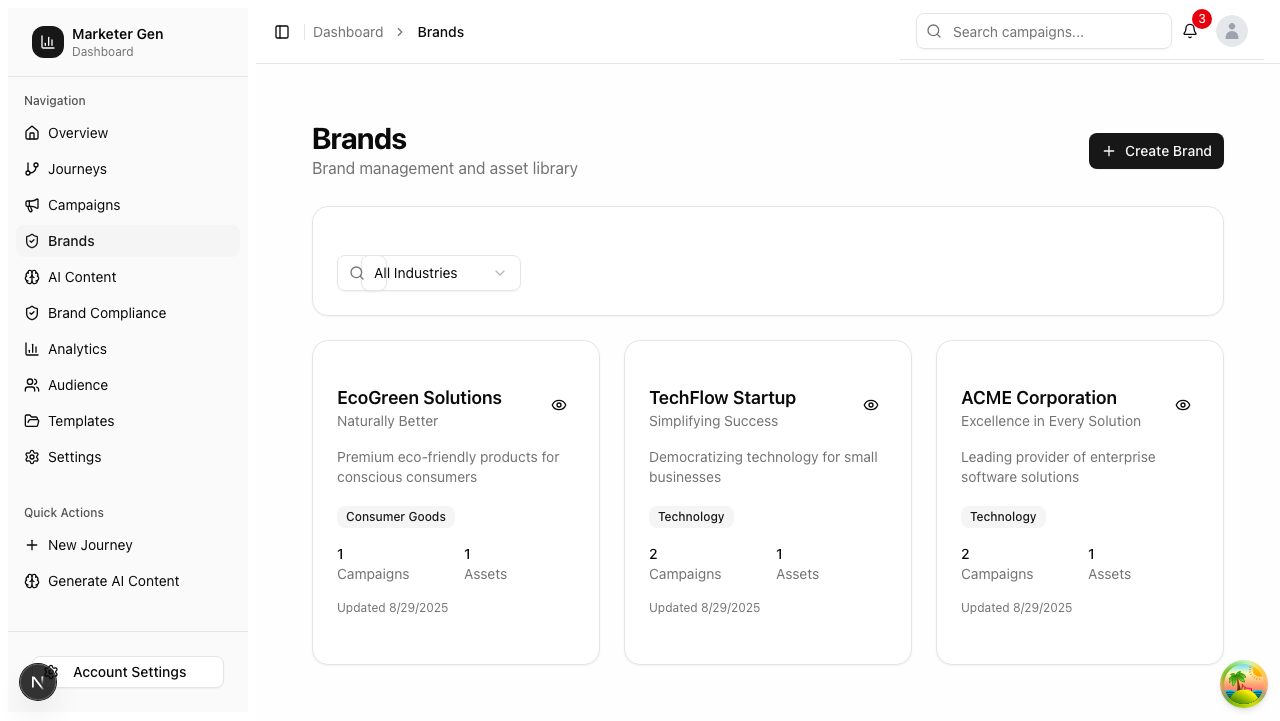 Marketer Gen
Dashboard
Navigation
Overview
Journeys
Campaigns
Brands
AI Content
Brand Compliance
Analytics
Audience
Templates
Settings
Quick Actions
New Journey
Generate AI Content
Account Settings
N
Dashboard > Brands
Search campaigns...
3
Brands
Brand management and asset library
Create Brand
All Industries
EcoGreen Solutions
Naturally Better
Premium eco-friendly products for
conscious consumers
Consumer Goods
1 1
Campaigns Assets
Updated 8/29/2025
TechFlow Startup
Simplifying Success
Democratizing technology for small
businesses
Technology
2 1
Campaigns Assets
Updated 8/29/2025
ACME Corporation
Excellence in Every Solution
Leading provider of enterprise
software solutions
Technology
2 1
Campaigns Assets
Updated 8/29/2025